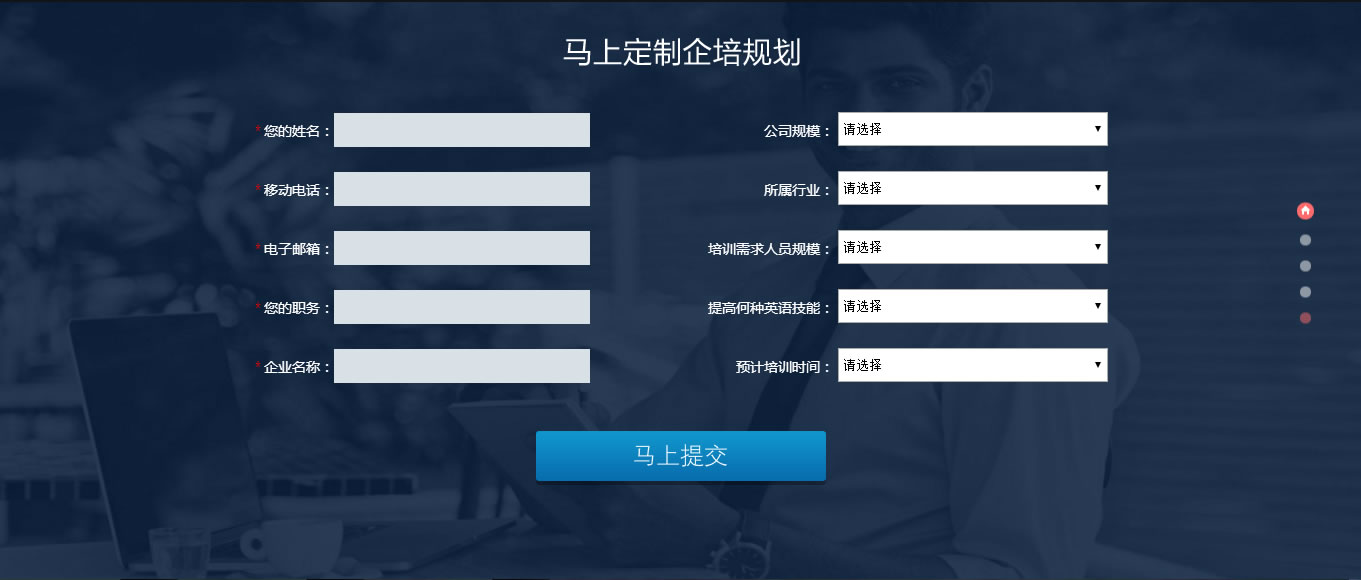 马上定制企培规划
* 您的姓名： 公司规模： 请选择
* 移动电话： 所属行业： 请选择
* 电子邮箱： 培训需求人员规模： 请选择
* 您的职务： 提高何种英语技能： 请选择
* 企业名称： 预计培训时间： 请选择
马上提交